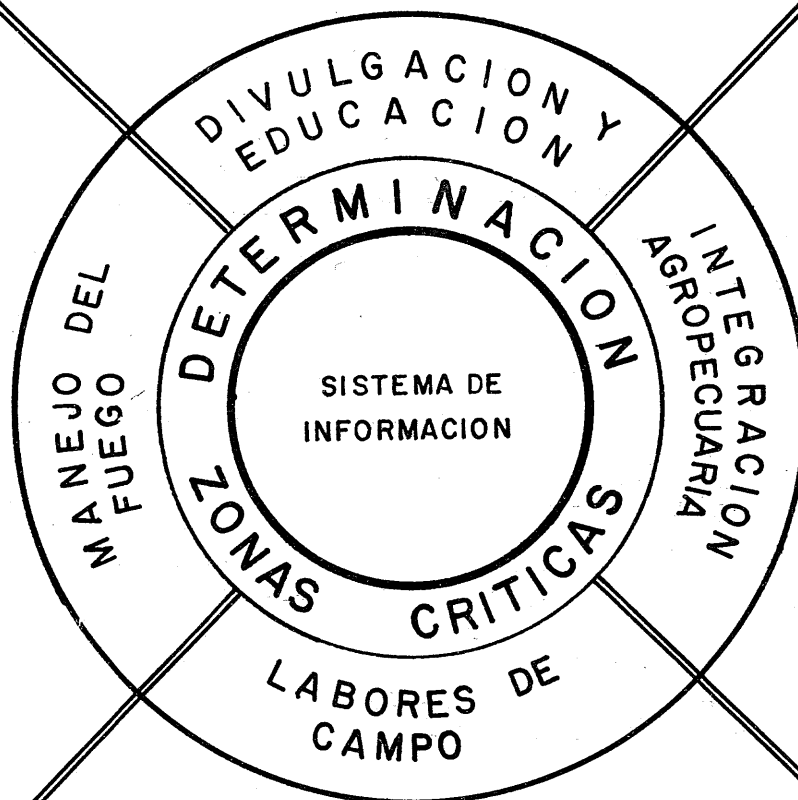 DIVULGACION Y
EDUCACION
DETERMINACION
SISTEMA DE
INFORMACION
ZONAS CRITICAS
MANEJO DEL
FUEGO
INTEGRACION
AGROPECUARIA
LABORES DE
CAMPO